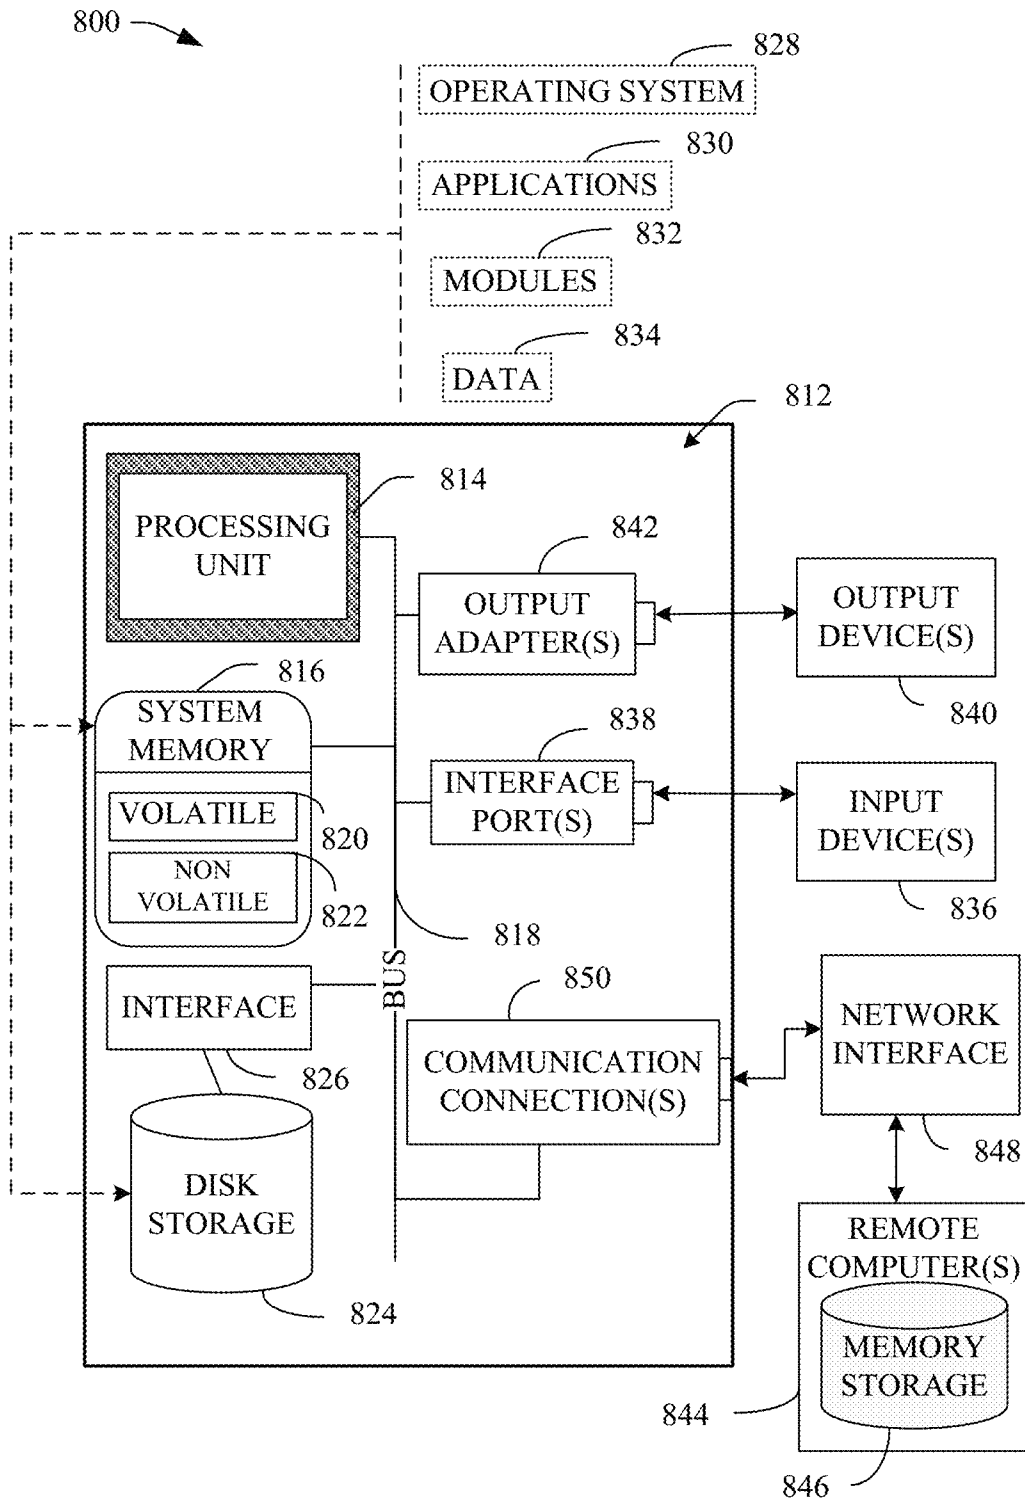 800
828
OPERATING SYSTEM
830
APPLICATIONS
832
MODULES
834
DATA
812
814
PROCESSING
UNIT
842
OUTPUT
ADAPTER(S)
OUTPUT
DEVICE(S)
840
816
SYSTEM
MEMORY
VOLATILE
820
NON
VOLATILE
822
838
INTERFACE
PORT(S)
INPUT
DEVICE(S)
836
818
BUS
INTERFACE
826
850
COMMUNICATION
CONNECTION(S)
NETWORK
INTERFACE
848
DISK
STORAGE
824
REMOTE
COMPUTER(S)
MEMORY
STORAGE
844
846